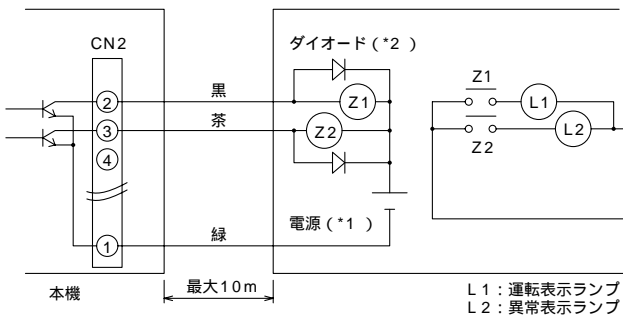 CN2
ダイオード(*2 )
黒
Z1
② Z1 L1
茶
③ Z2 L2
Z2
④
電源(*1 )
緑
①
本機
最大10m
L1:運転表示ランプ
L2:異常表示ランプ